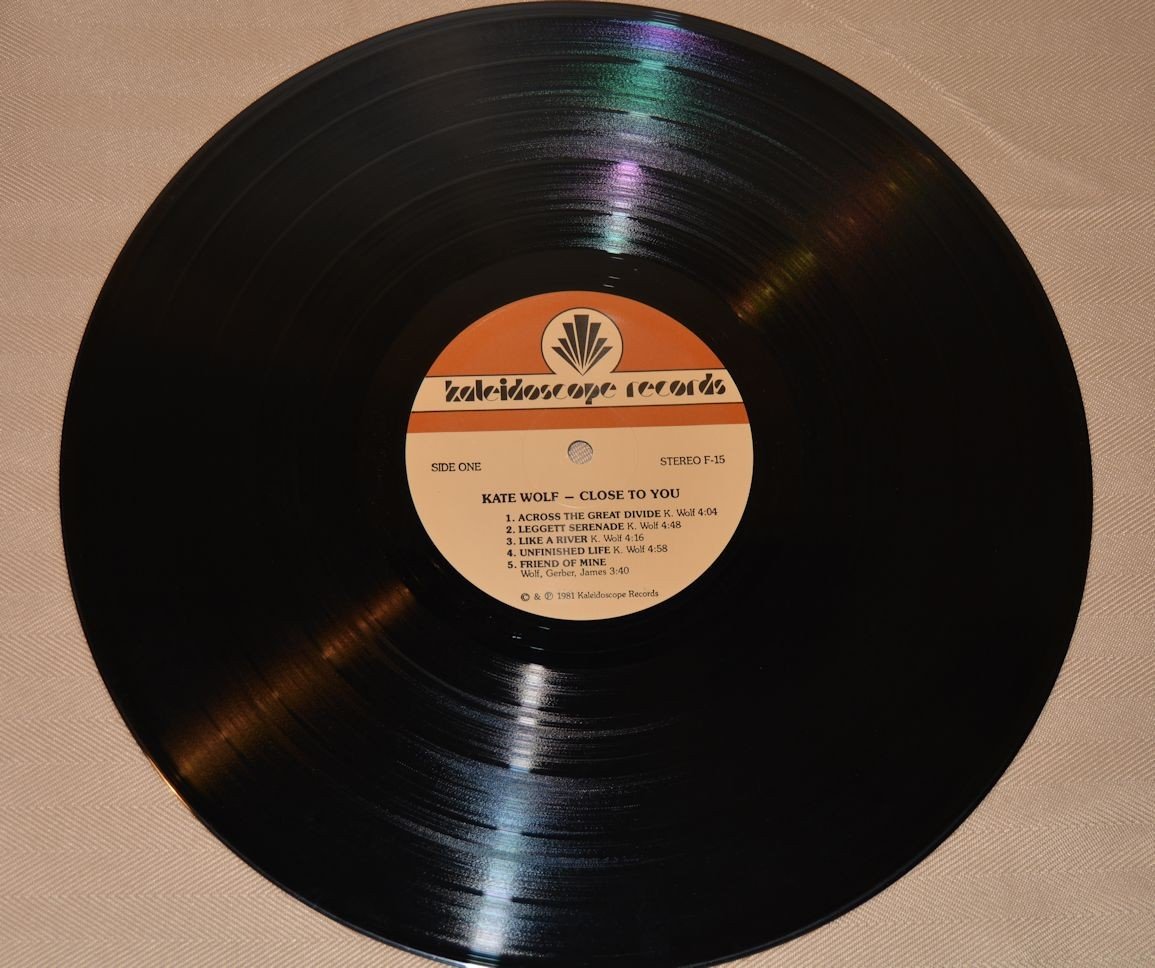 kaleidoscope records
SIDE ONE
STEREO F-15
KATE WOLF – CLOSE TO YOU
1. ACROSS THE GREAT DIVIDE K. Wolf 4:04
2. LEGGETT SERENADE K. Wolf 4:48
3. LIKE A RIVER K. Wolf 4:16
4. UNFINISHED LIFE K. Wolf 4:58
5. FRIEND OF MINE
Wolf, Gerber, James 3:40
© & ℗ 1981 Kaleidoscope Records